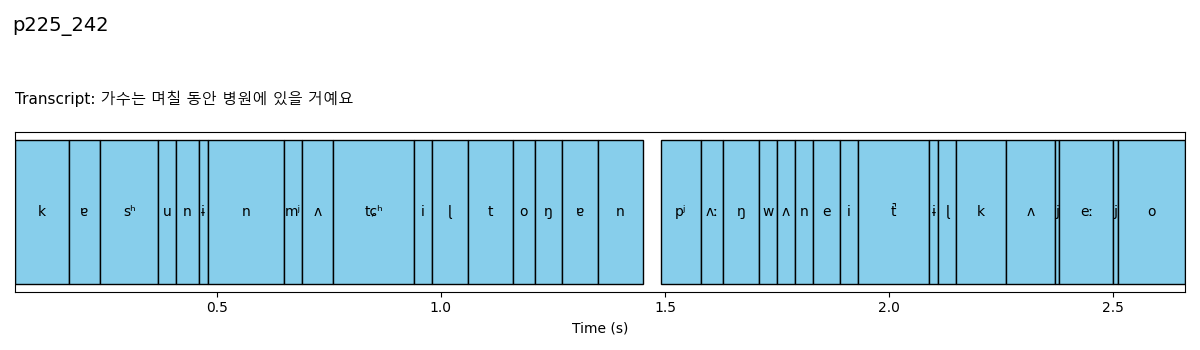 p225_242
Transcript: 가수는 며칠 동안 병원에 있을 거예요
k ɐ sʰ u n ɨ n mʲ ʌ tɕʰ i ɭ t o ŋ ɐ n pʲ ʌː ŋ w ʌ n e i t̚ ɨ ɭ k ʌ j eː j o
0.5 1.0 1.5 2.0 2.5
Time (s)